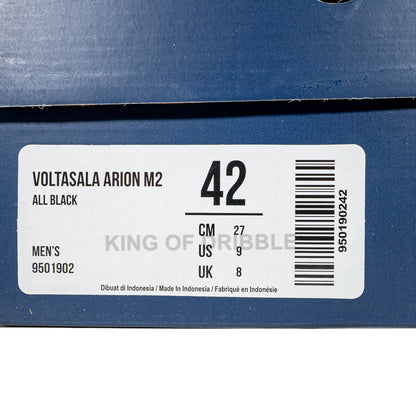 VOLTASALA ARION M2
ALL BLACK
MEN'S
9501902
42
CM 27
US 9
UK 8
KING OF DRIBBLE
Dibuat di Indonesia / Made In Indonesia / Fabriqué en Indonésie
950190242